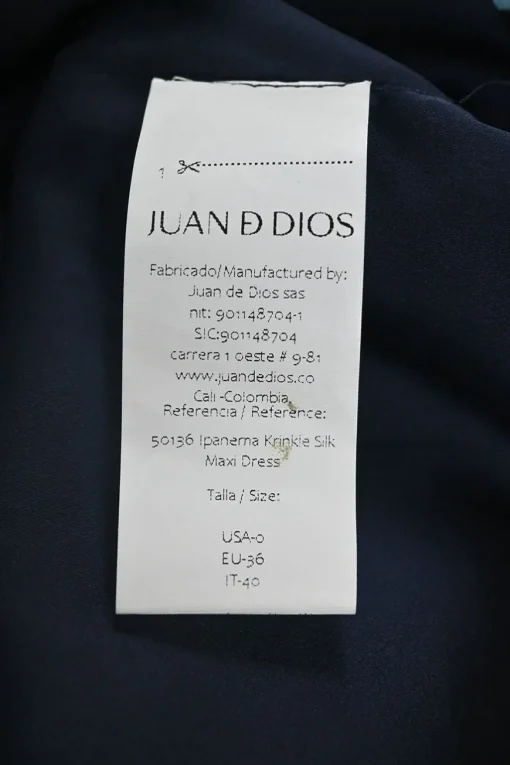 1
JUAN Đ DIOS
Fabricado/Manufactured by:
Juan de Dios sas
nit: 901148704-1
SIC:901148704
carrera 1 oeste # 9-81
www.juandedios.co
Cali -Colombia
Referencia / Reference:
50136 Ipanema Krinkle Silk
Maxi Dress
Talla / Size:
USA-0
EU-36
IT-40